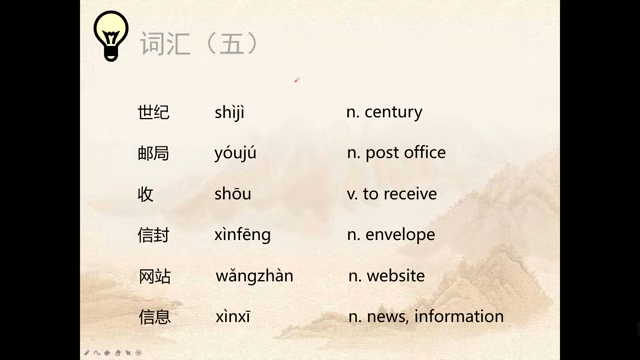 词汇（五）
世纪 shìjì n. century
邮局 yóujú n. post office
收 shōu v. to receive
信封 xìnfēng n. envelope
网站 wǎngzhàn n. website
信息 xìnxī n. news, information